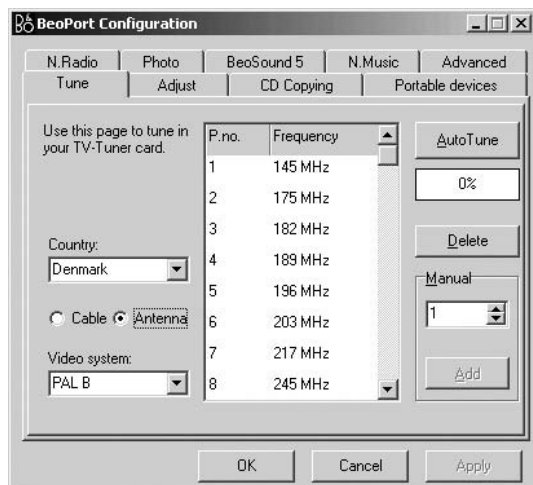 BeoPort Configuration
N.Radio Photo BeoSound 5 N.Music Advanced
Tune Adjust CD Copying Portable devices
Use this page to tune in
your TV-Tuner card.
Country:
Denmark
Cable Antenna
Video system:
PAL B
P.no. Frequency
1 145 MHz
2 175 MHz
3 182 MHz
4 189 MHz
5 196 MHz
6 203 MHz
7 217 MHz
8 245 MHz
AutoTune
0%
Delete
Manual
1
Add
OK Cancel Apply